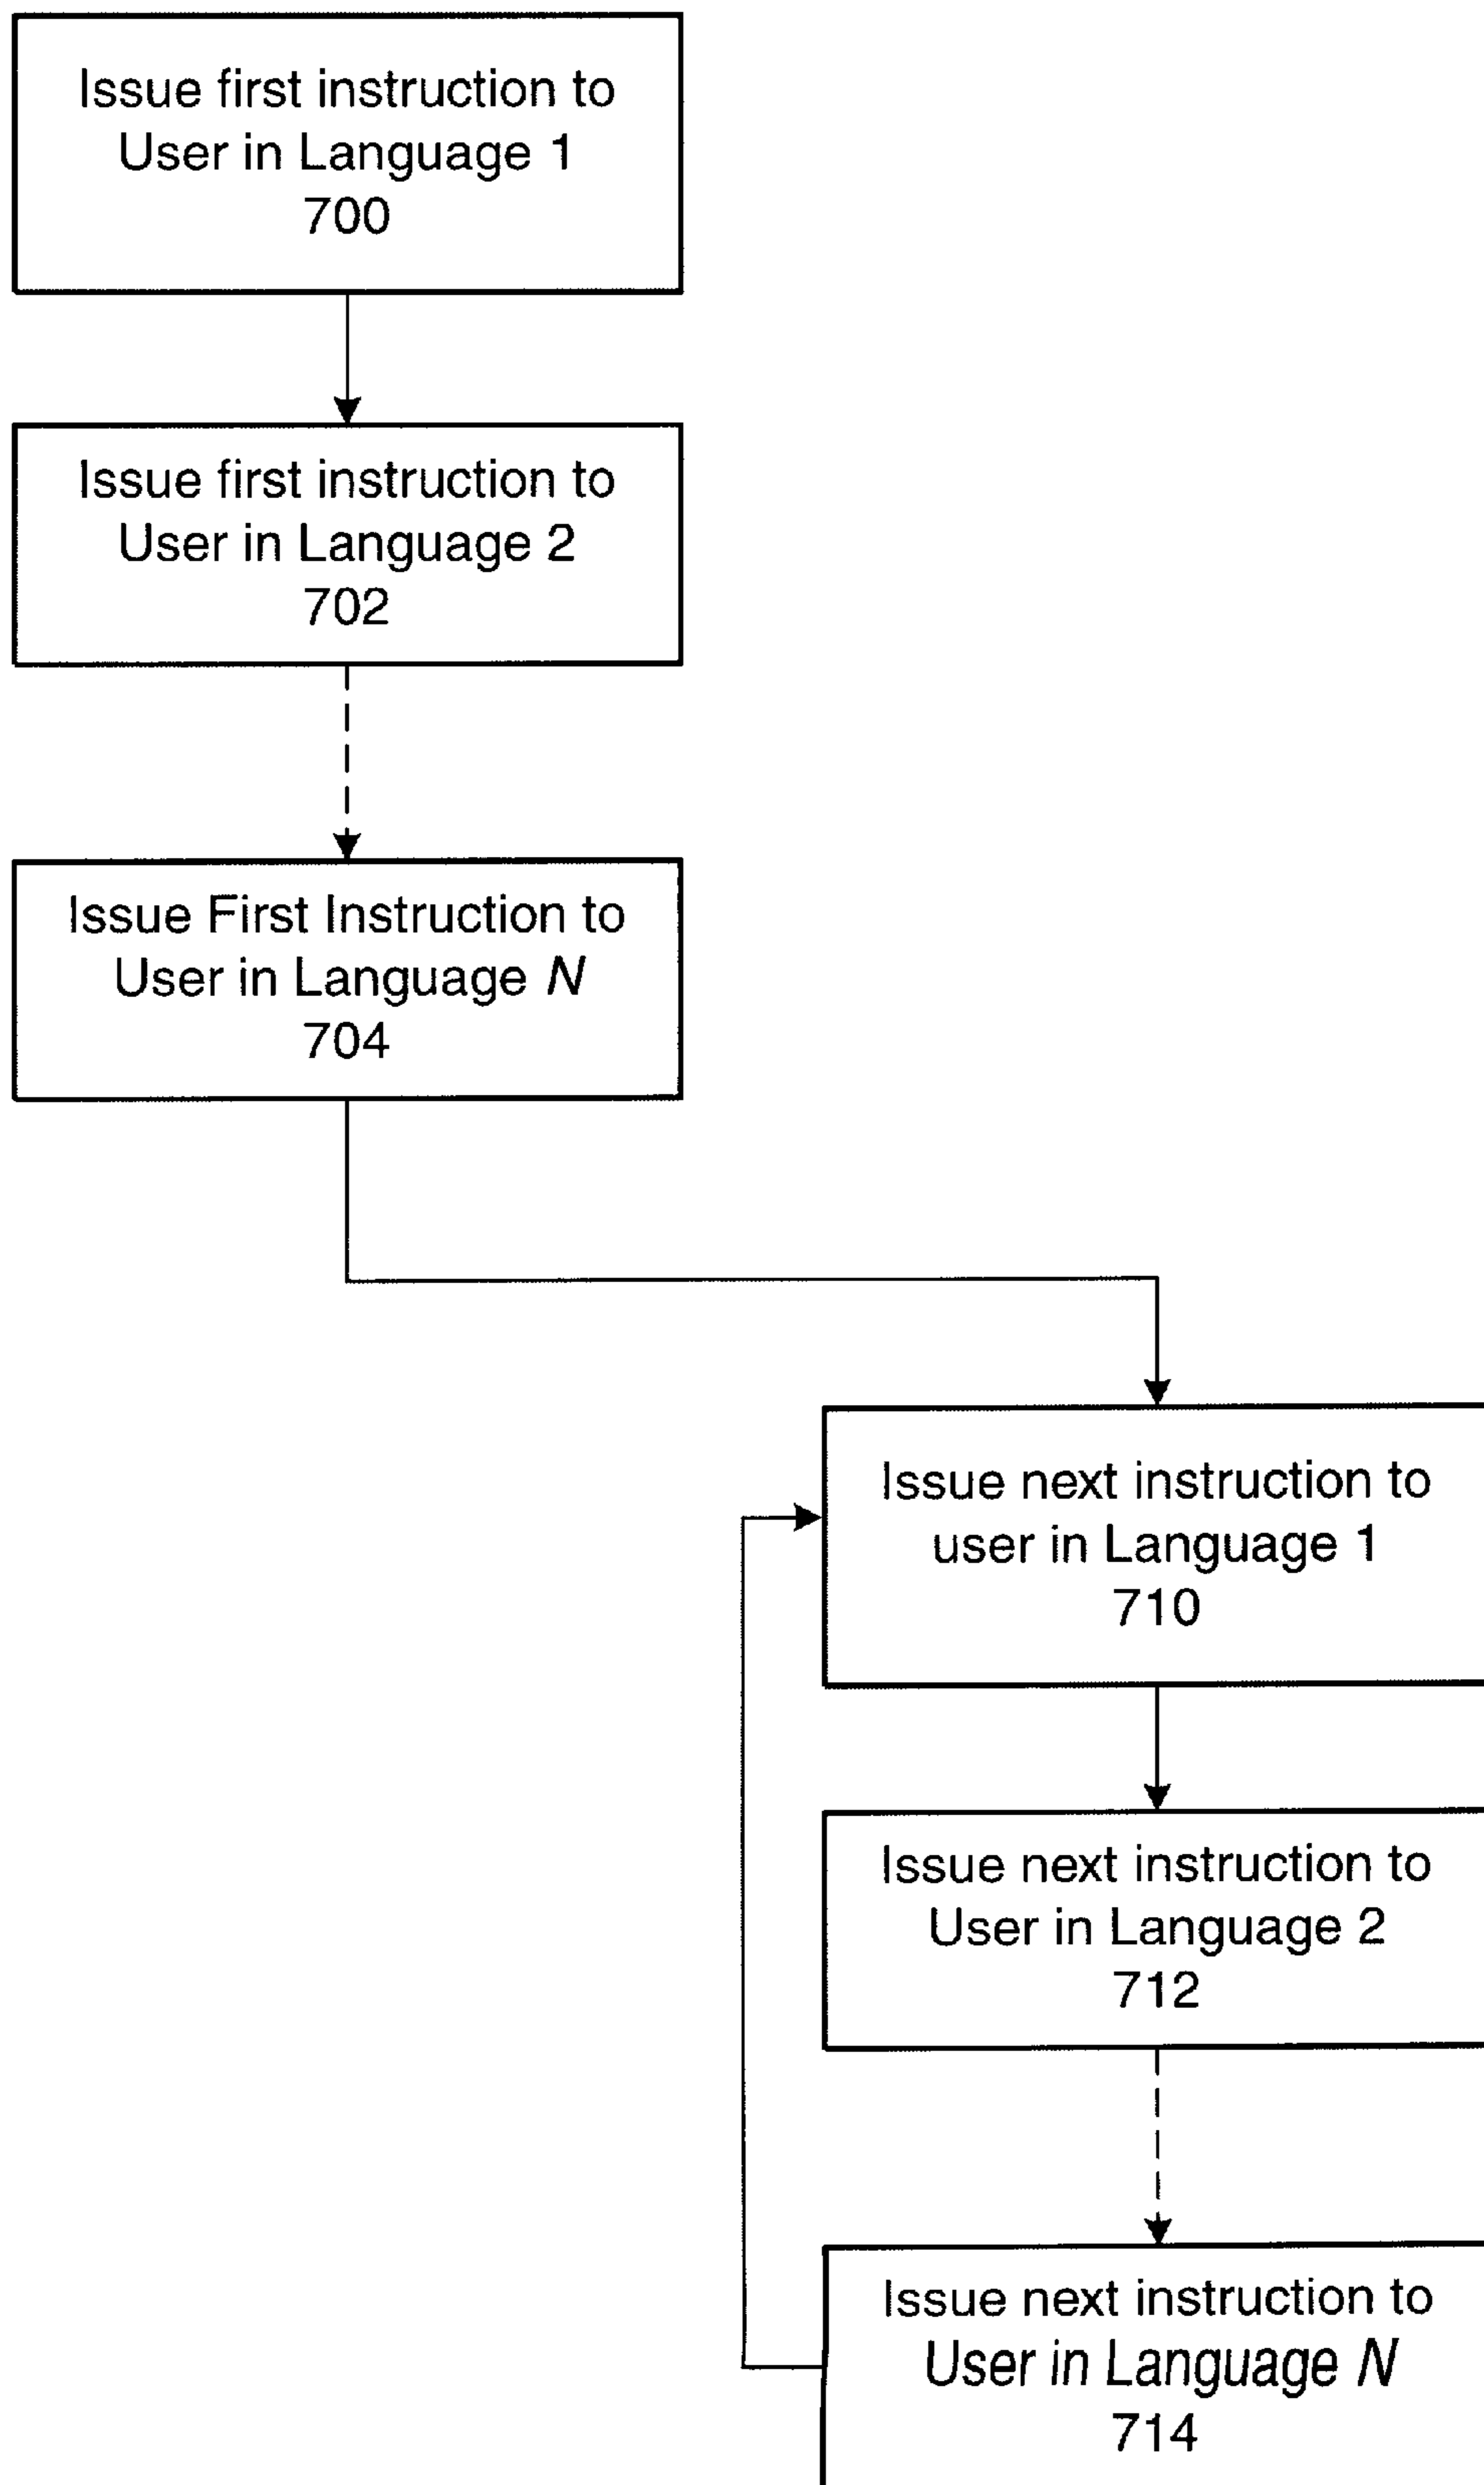 Issue first instruction to
User in Language 1
700
Issue first instruction to
User in Language 2
702
Issue First Instruction to
User in Language N
704
Issue next instruction to
user in Language 1
710
Issue next instruction to
User in Language 2
712
Issue next instruction to
User in Language N
714